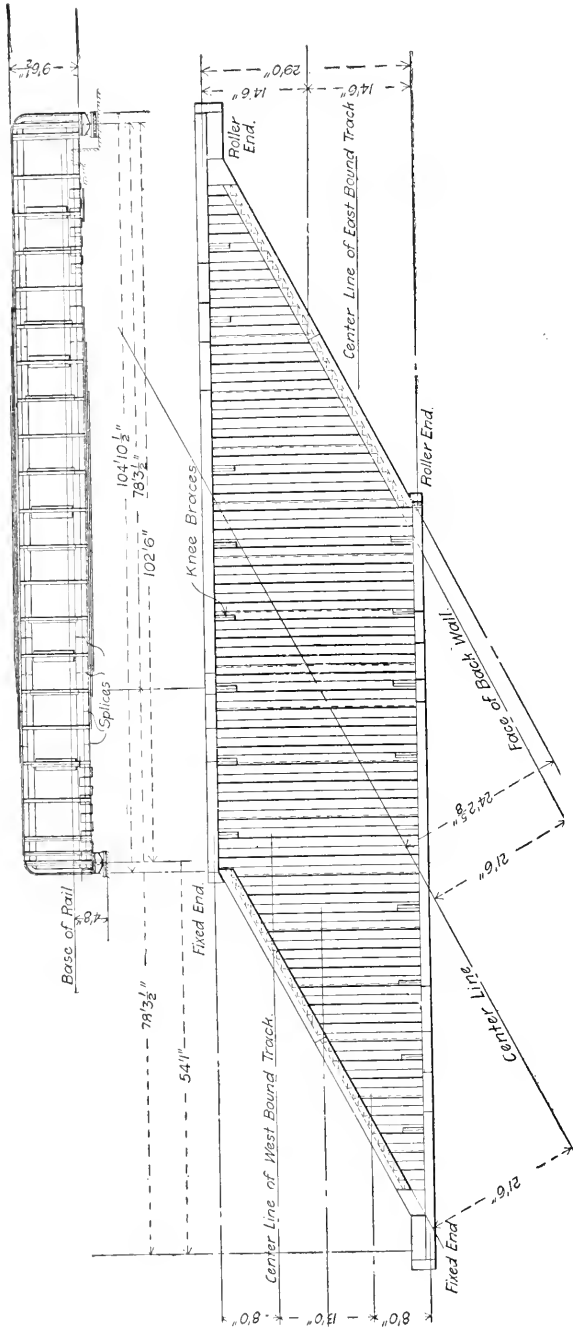 9'6½"
Base of Rail
4'8"
Splices
104'10½"
78'3½"
102'6"
78'3½"
54'1"
Fixed End.
Roller
End.
29'0"
14'6"
14'6"
Knee Braces
Center Line of East Bound Track
Center Line of West Bound Track.
Roller End.
Face of Back Wall.
24'2⅝"
21'6"
Center Line
21'6"
Fixed End
8'0"
13'0"
8'0"